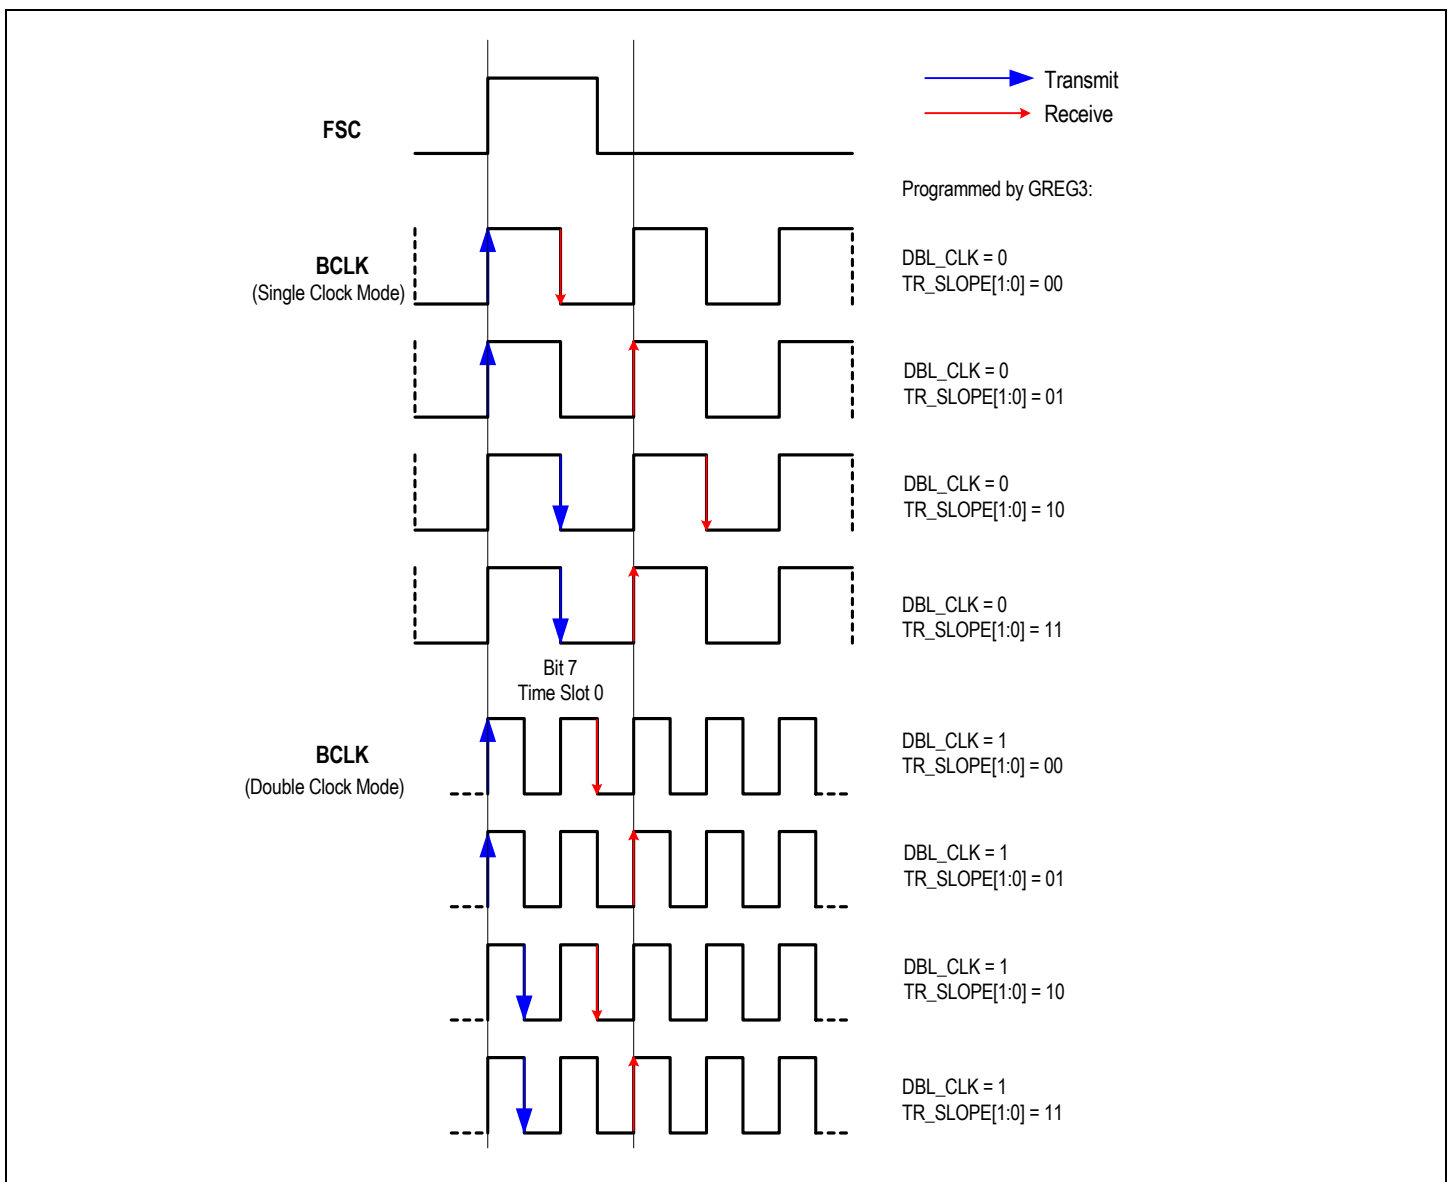 Transmit
Receive
FSC
Programmed by GREG3:
BCLK
(Single Clock Mode)
DBL_CLK = 0
TR_SLOPE[1:0] = 00
DBL_CLK = 0
TR_SLOPE[1:0] = 01
DBL_CLK = 0
TR_SLOPE[1:0] = 10
DBL_CLK = 0
TR_SLOPE[1:0] = 11
Bit 7
Time Slot 0
BCLK
(Double Clock Mode)
DBL_CLK = 1
TR_SLOPE[1:0] = 00
DBL_CLK = 1
TR_SLOPE[1:0] = 01
DBL_CLK = 1
TR_SLOPE[1:0] = 10
DBL_CLK = 1
TR_SLOPE[1:0] = 11